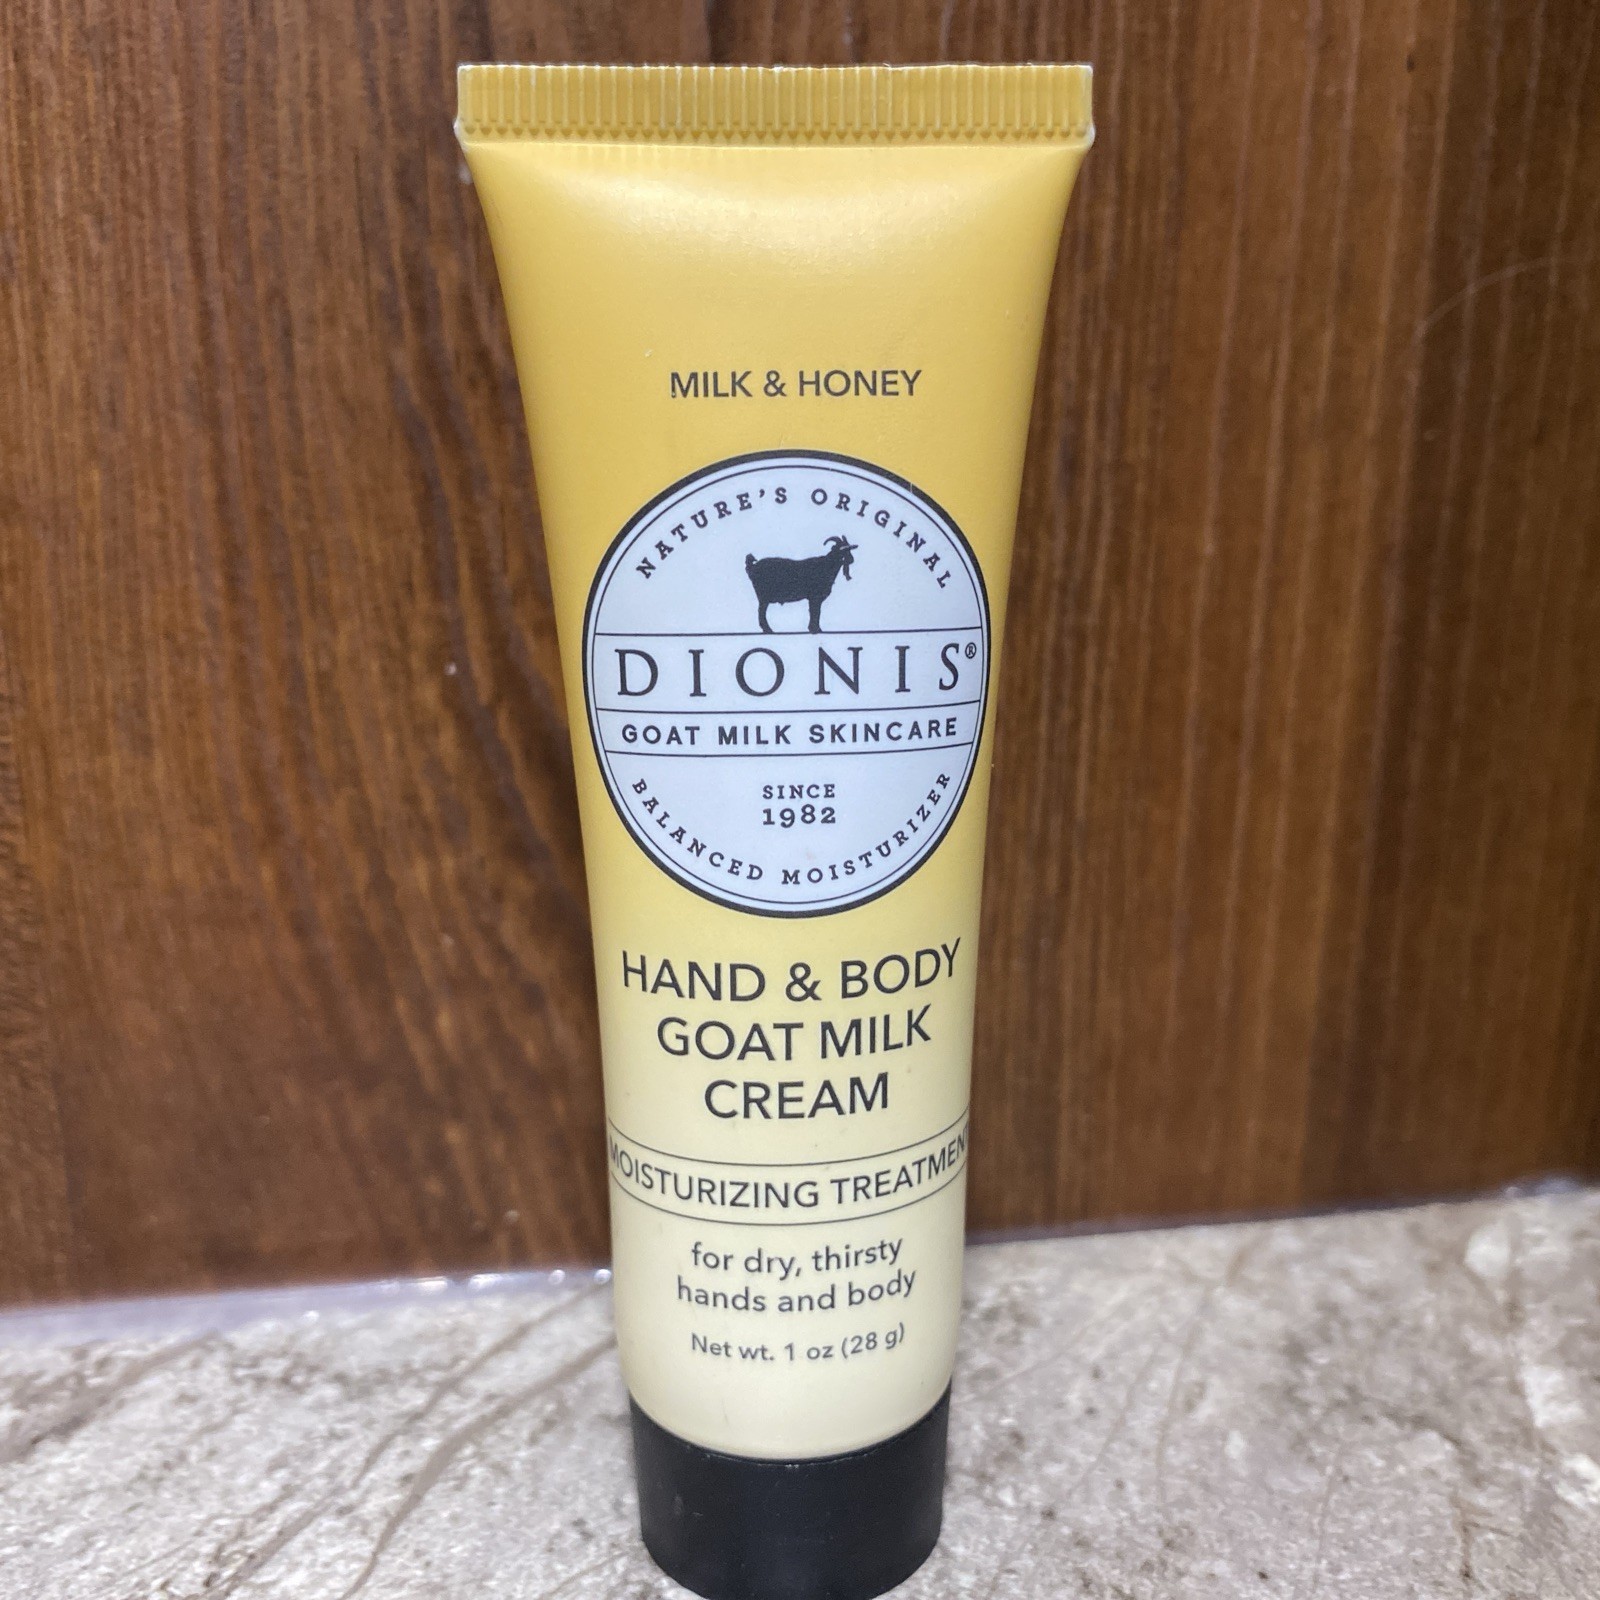 MILK & HONEY
NATURE'S ORIGINAL
DIONIS®
GOAT MILK SKINCARE
SINCE
1982
BALANCED MOISTURIZER
HAND & BODY
GOAT MILK
CREAM
MOISTURIZING TREATMENT
for dry, thirsty
hands and body
Net wt. 1 oz (28 g)